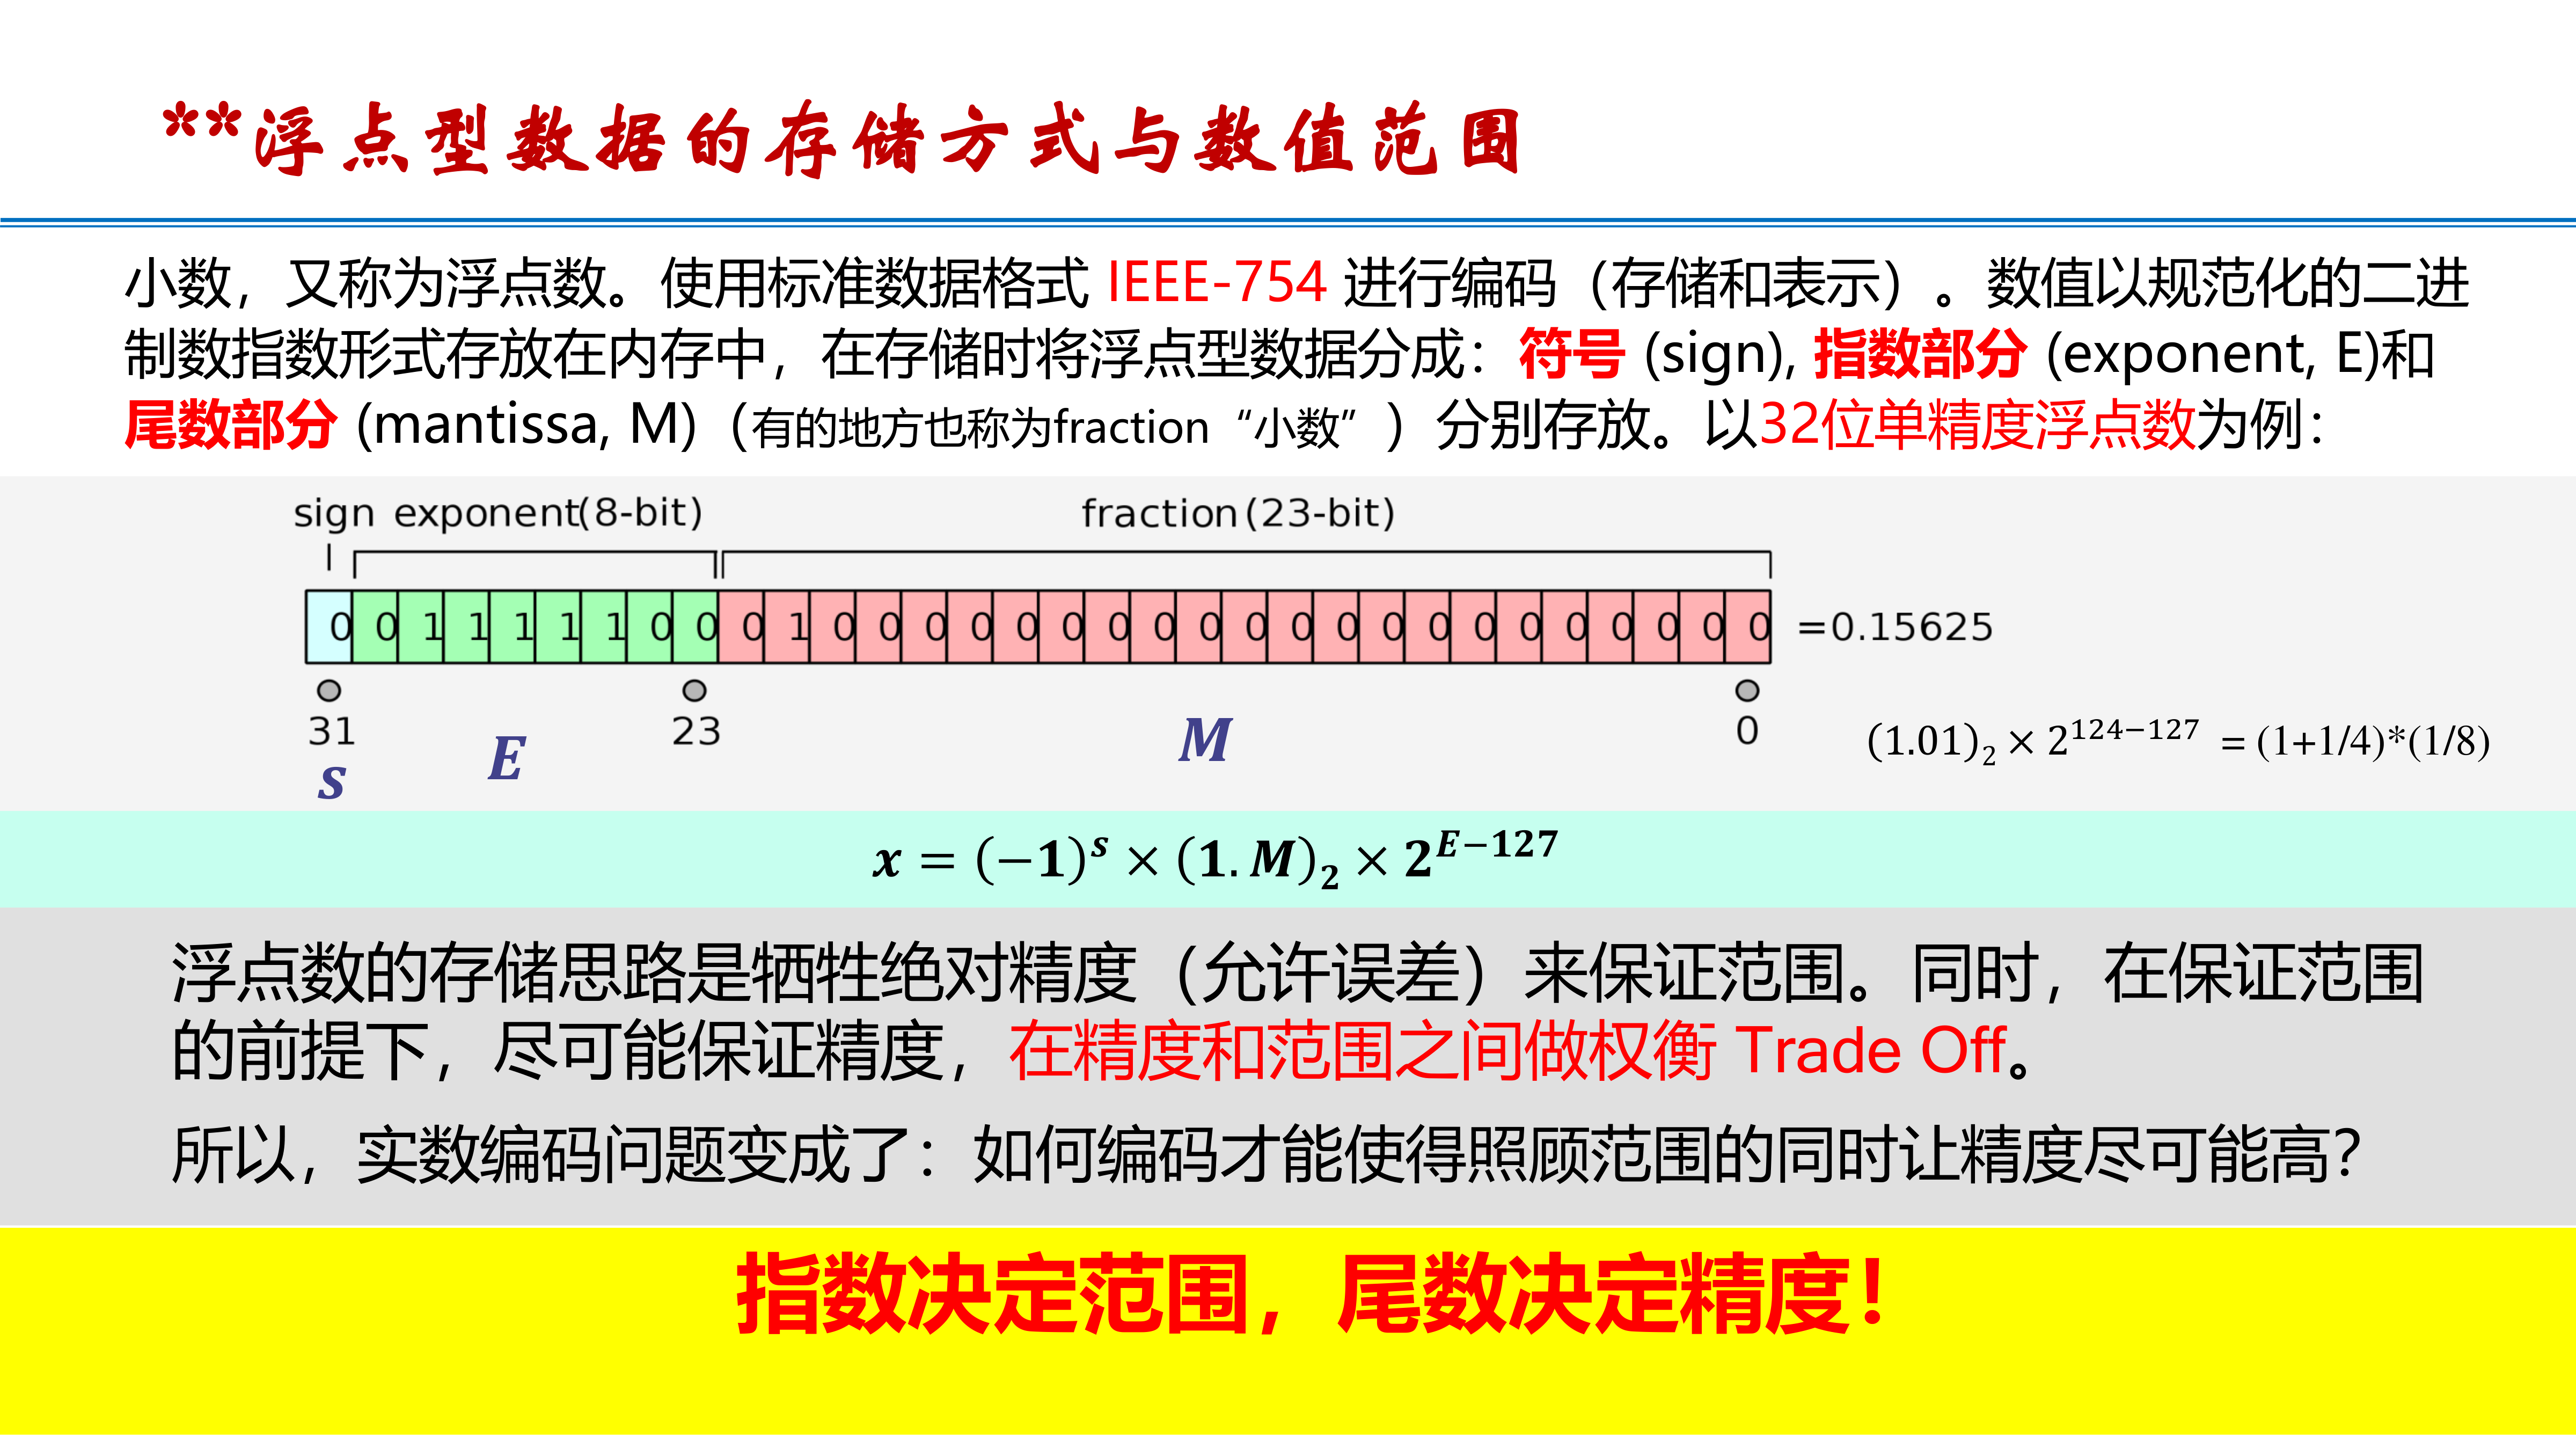 **浮点型数据的存储方式与数值范围
小数，又称为浮点数。使用标准数据格式 IEEE-754 进行编码（存储和表示）。数值以规范化的二进
制数指数形式存放在内存中，在存储时将浮点型数据分成：符号 (sign), 指数部分 (exponent, E)和
尾数部分 (mantissa, M)（有的地方也称为fraction“小数”）分别存放。以32位单精度浮点数为例：
sign exponent(8-bit) fraction(23-bit)
0 0 1 1 1 1 1 0 0 0 1 0 0 0 0 0 0 0 0 0 0 0 0 0 0 0 0 0 0 0 0 0 =0.15625
31 23 0
s E M
(1.01)₂ × 2¹²⁴⁻¹²⁷ = (1+1/4)*(1/8)
x = (−1)^s × (1.M)₂ × 2^{E−127}
浮点数的存储思路是牺牲绝对精度（允许误差）来保证范围。同时，在保证范围
的前提下，尽可能保证精度，在精度和范围之间做权衡 Trade Off。
所以，实数编码问题变成了：如何编码才能使得照顾范围的同时让精度尽可能高？
指数决定范围，尾数决定精度！